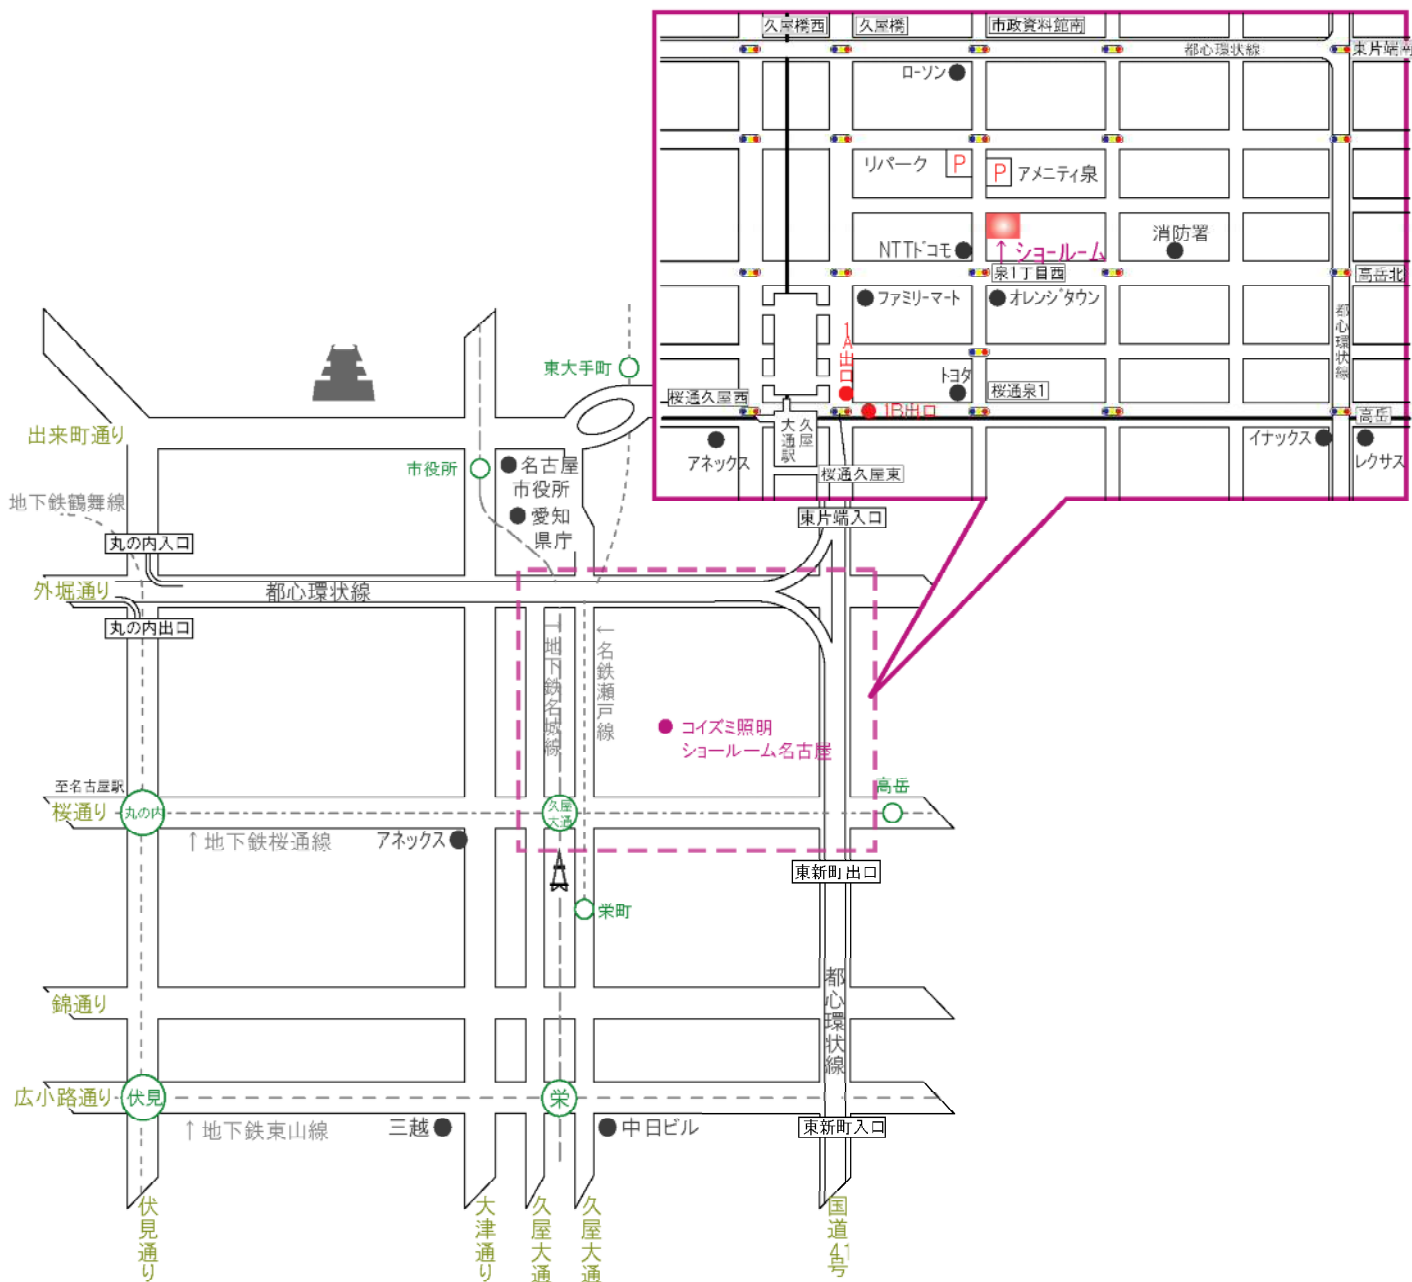 久屋橋西
久屋橋
市政資料館南
都心環状線
東片端南
ローソン
リパーク
P
P
アメニティ泉
NTTドコモ
↑ショールーム
消防署
泉1丁目西
高岳北
ファミリーマート
オレンジタウン
1A出口
都心環状線
トヨタ
桜通泉1
桜通久屋西
1B出口
高岳
アネックス
久屋大通駅
イナックス
レクサス
桜通久屋東
東大手町
出来町通り
市役所
名古屋
市役所
愛知
県庁
地下鉄鶴舞線
丸の内入口
東片端入口
外堀通り
都心環状線
丸の内出口
↑地下鉄名城線
↑名鉄瀬戸線
コイズミ照明
ショールーム名古屋
至名古屋駅
桜通り
丸の内
久屋
大通
高岳
↑地下鉄桜通線
アネックス
東新町出口
栄町
錦通り
都心環状線
広小路通り
伏見
栄
↑地下鉄東山線
三越
中日ビル
東新町入口
伏見通り
大津通り
久屋大通
久屋大通
国道41号